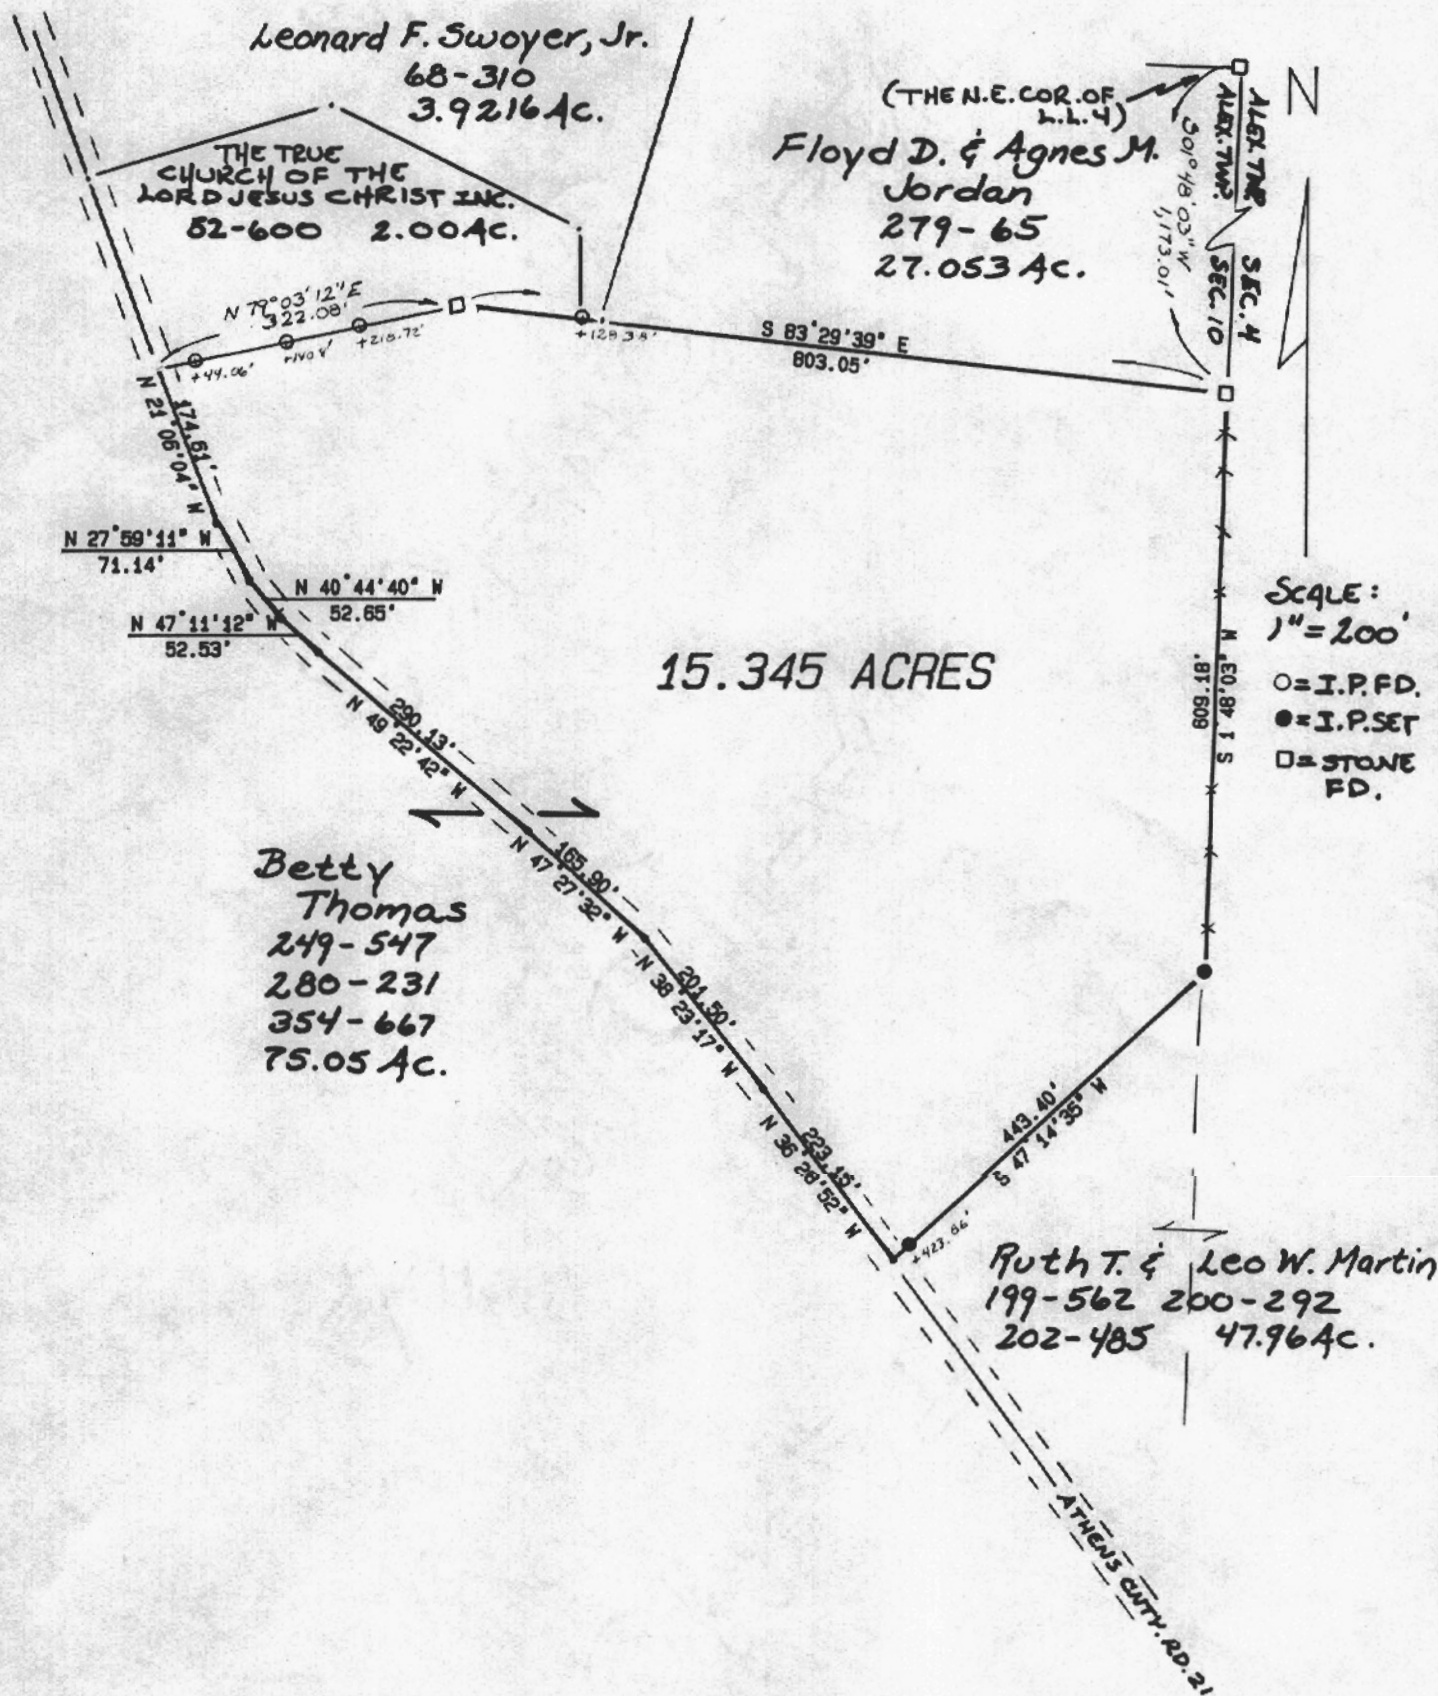 Leonard F. Swoyer, Jr.
68-310
3.9216 Ac.
THE TRUE
CHURCH OF THE
LORD JESUS CHRIST INC.
52-600 2.00 AC.
(THE N.E. COR. OF
L.L. 4)
Floyd D. & Agnes M.
Jordan
279-65
27.053 Ac.
N
ALEX. TWP.
ALEX. TWP.
SEC. 4
SEC. 10
S01°48'03"W
1,173.01'
N 79°03'12"E
322.08'
+44.06'
+128.38'
S 83°29'39" E
803.05'
174.61'
N 21°06'04" W
N 27°59'11" W
71.14'
N 40°44'40" W
52.65'
N 47°11'12" W
52.53'
15.345 ACRES
SCALE:
1"=200'
O=I.P. FD.
●=I.P. SET
□=STONE
FD.
S 1°48'03" W
609.18'
290.13'
N 49°22'42" W
165.90'
N 47°27'32" W
201.50'
N 38°23'17" W
223.15'
N 36°28'52" W
Betty
Thomas
249-547
280-231
354-667
75.05 Ac.
443.40'
S 47°14'35" W
+423.86'
Ruth T. & Leo W. Martin
199-562 200-292
202-485 47.96 Ac.
ATHENS CNTY. RD. 21